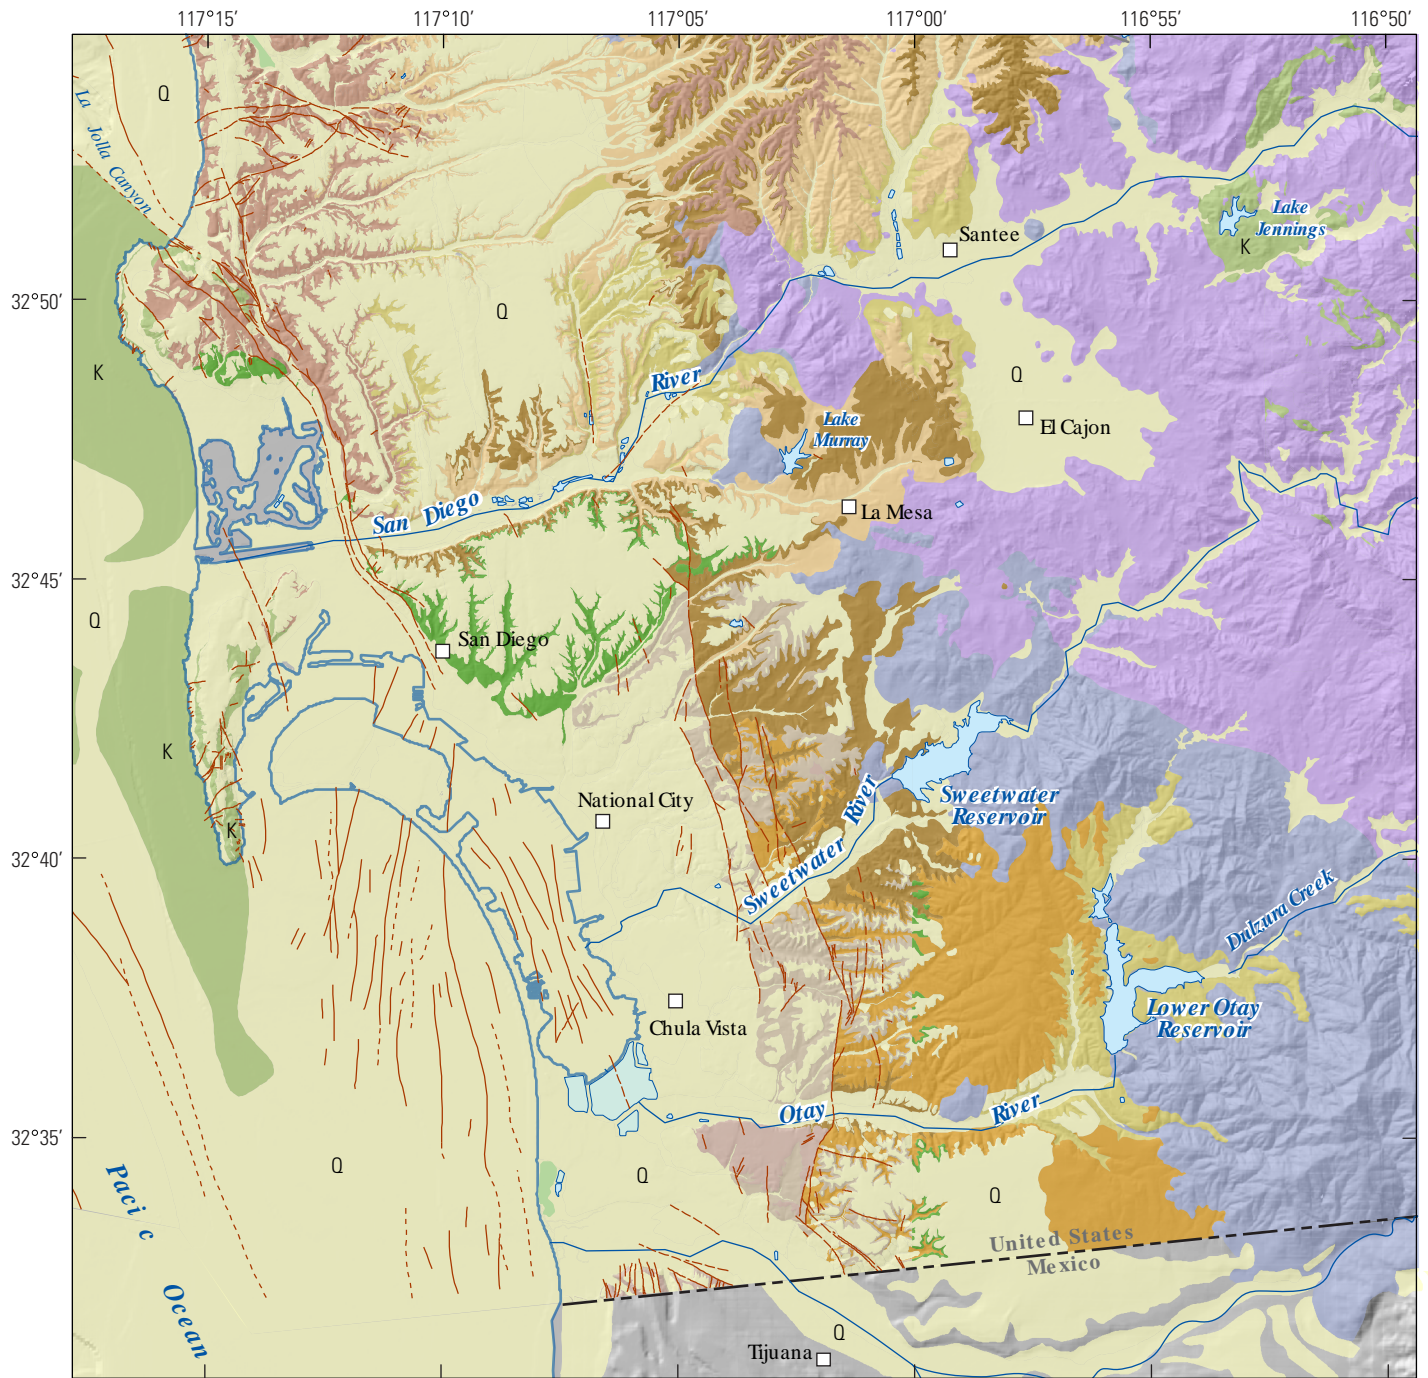 117°15′ 117°10′ 117°05′ 117°00′ 116°55′ 116°50′
Q
La Jolla Canyon
Santee
Lake
Jennings
K
32°50′
Q
K
River
Q
Lake
Murray
El Cajon
San Diego
La Mesa
32°45′
Q
San Diego
K
National City
River
Sweetwater
Sweetwater
Reservoir
K
32°40′
Dulzura Creek
Chula Vista
Lower Otay
Reservoir
Otay
River
32°35′
Q
Q
Q
Paci c
Ocean
United States
Mexico
Q
Tijuana